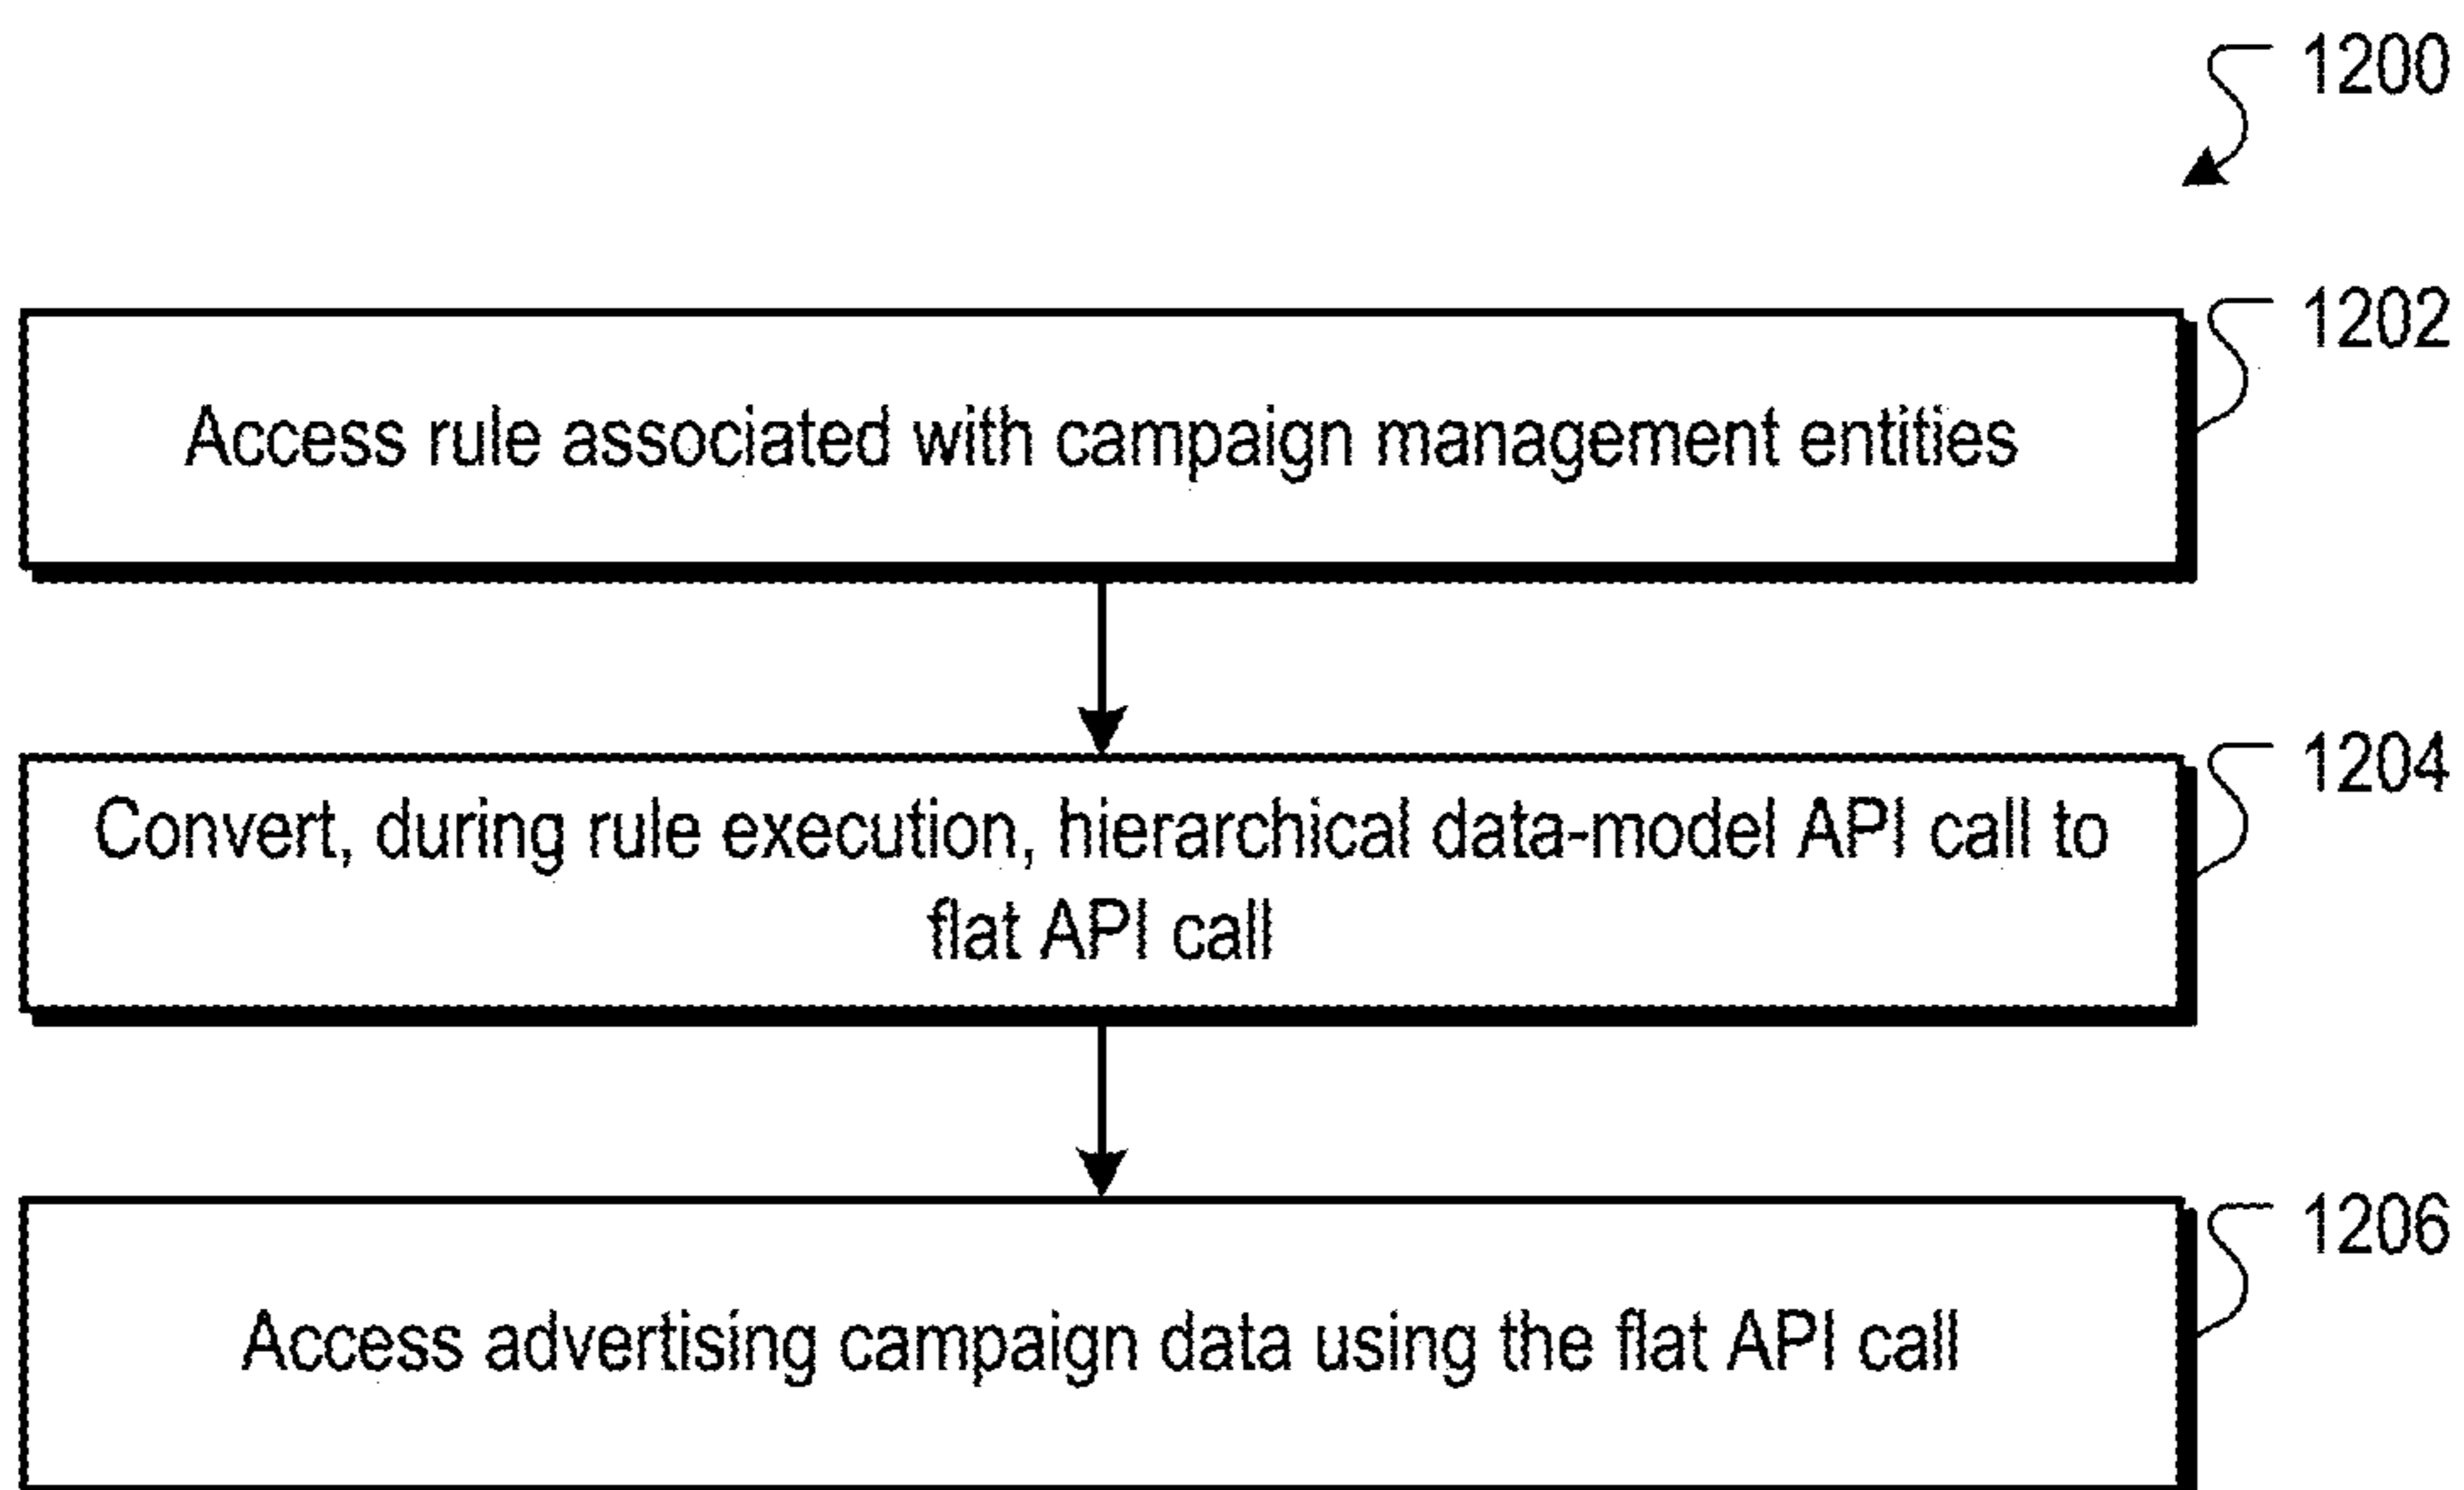 1200
1202
Access rule associated with campaign management entities
1204
Convert, during rule execution, hierarchical data-model API call to
flat API call
1206
Access advertising campaign data using the flat API call